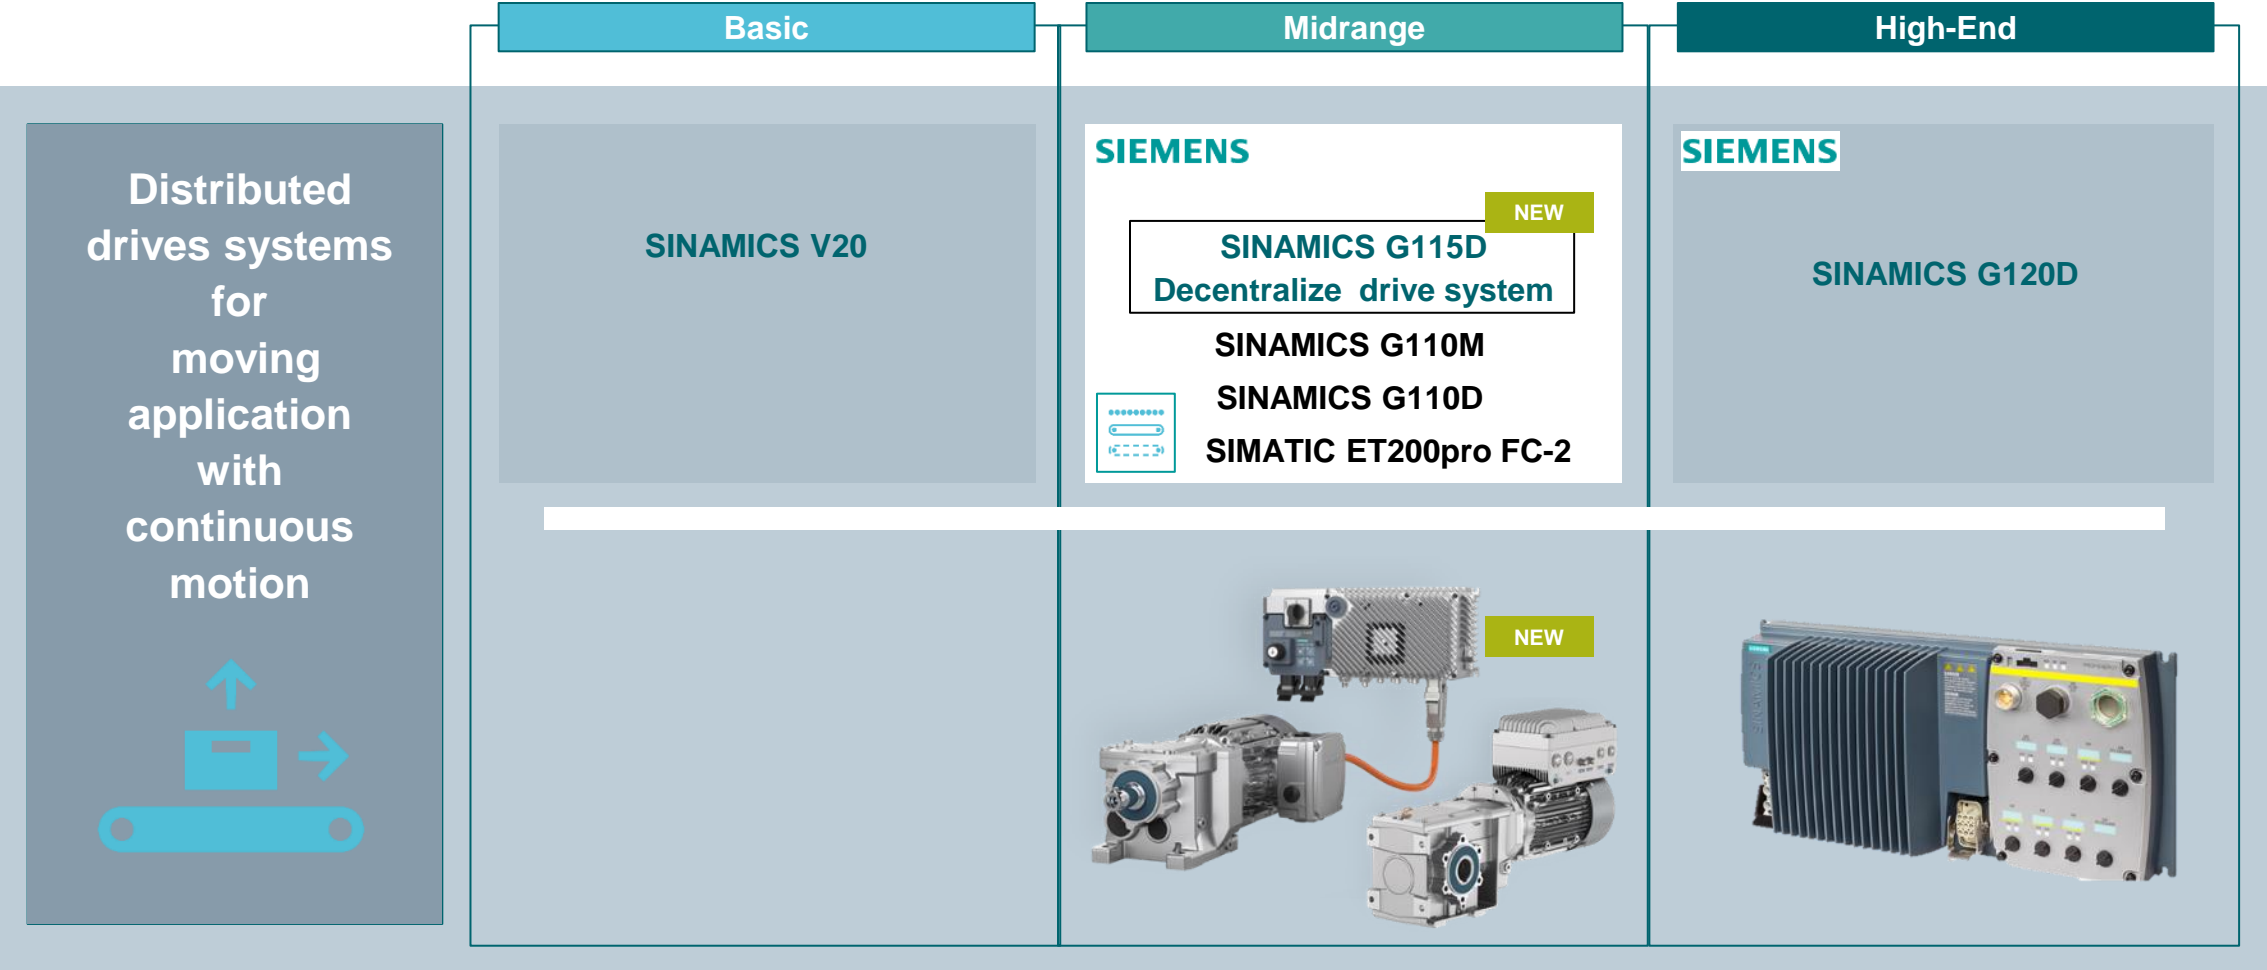 Basic
Midrange
High-End
Distributed
drives systems
for
moving
application
with
continuous
motion
SINAMICS V20
SIEMENS
NEW
SINAMICS G115D
Decentralize drive system
SINAMICS G110M
SINAMICS G110D
SIMATIC ET200pro FC-2
SIEMENS
SINAMICS G120D
NEW
SINAMICS